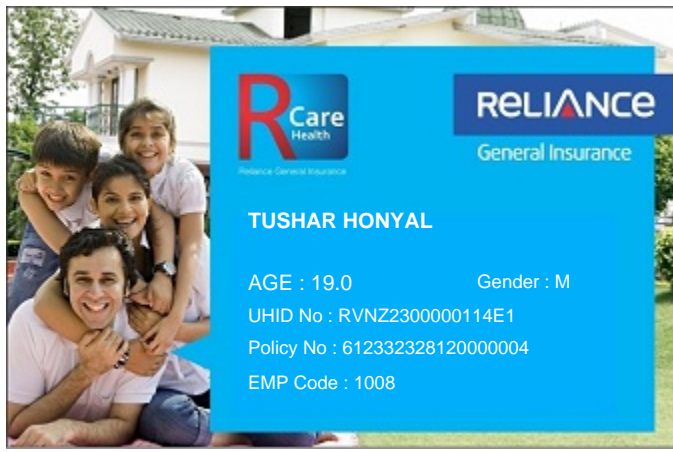 R Care
Health
Reliance General Insurance
RELIANCE
General Insurance
TUSHAR HONYAL
AGE : 19.0 Gender : M
UHID No : RVNZ2300000114E1
Policy No : 612332328120000004
EMP Code : 1008